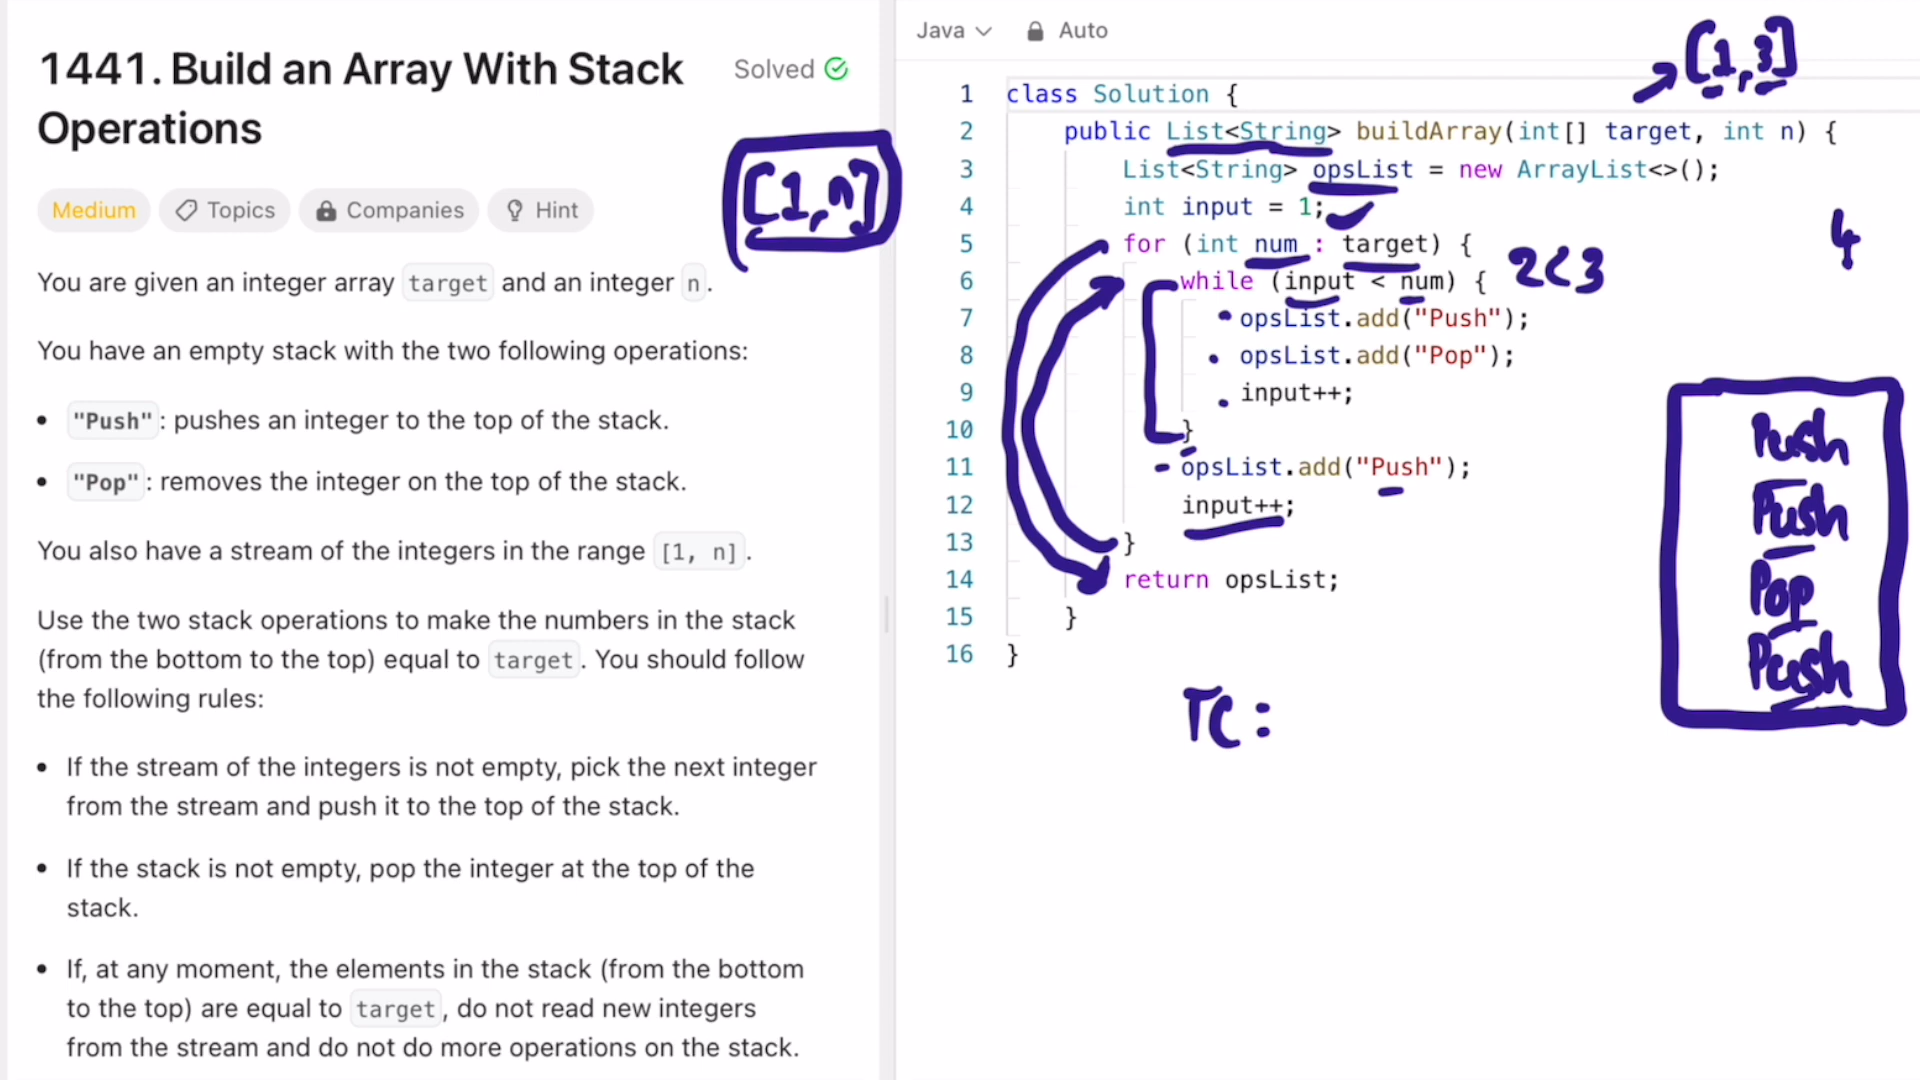 1441. Build an Array With Stack
Operations
Solved
Medium
Topics
Companies
Hint
[1,n]
You are given an integer array target and an integer n.
You have an empty stack with the two following operations:
• "Push": pushes an integer to the top of the stack.
• "Pop": removes the integer on the top of the stack.
You also have a stream of the integers in the range [1, n].
Use the two stack operations to make the numbers in the stack
(from the bottom to the top) equal to target. You should follow
the following rules:
• If the stream of the integers is not empty, pick the next integer
from the stream and push it to the top of the stack.
• If the stack is not empty, pop the integer at the top of the
stack.
• If, at any moment, the elements in the stack (from the bottom
to the top) are equal to target, do not read new integers
from the stream and do not do more operations on the stack.
Java
Auto
[1,3]
1 class Solution {
2 public List<String> buildArray(int[] target, int n) {
3 List<String> opsList = new ArrayList<>();
4 int input = 1;
5 for (int num : target) {
6 while (input < num) {
7 opsList.add("Push");
8 opsList.add("Pop");
9 input++;
10 }
11 opsList.add("Push");
12 input++;
13 }
14 return opsList;
15 }
16 }
2<3
4
Push
Push
Pop
Push
TC: